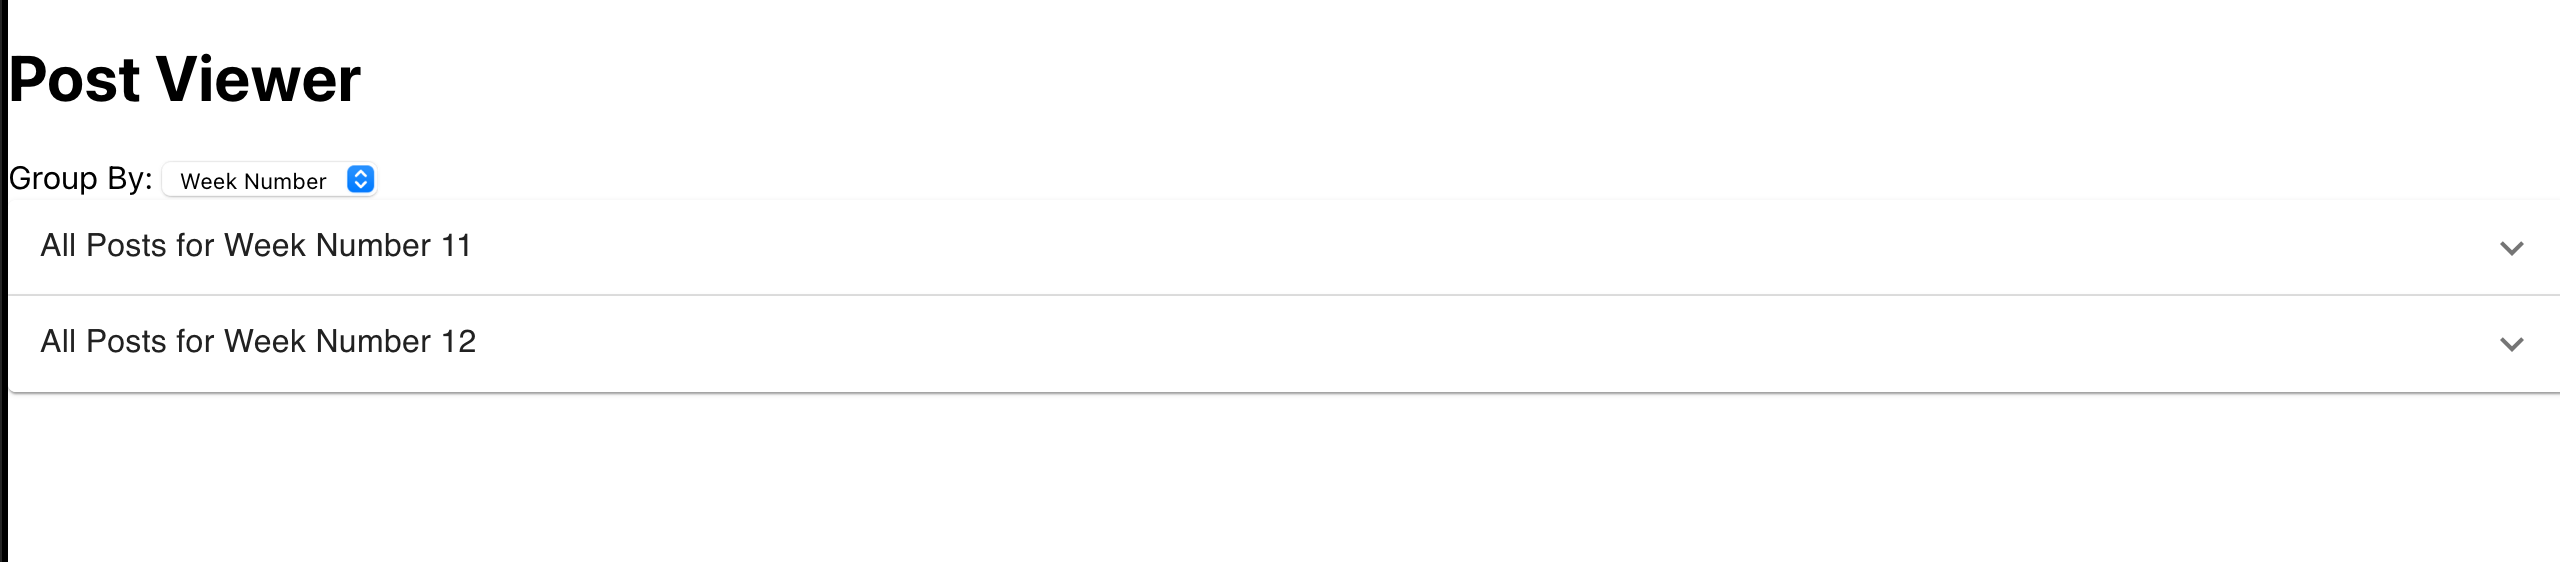 Post Viewer
Group By: Week Number
All Posts for Week Number 11
All Posts for Week Number 12